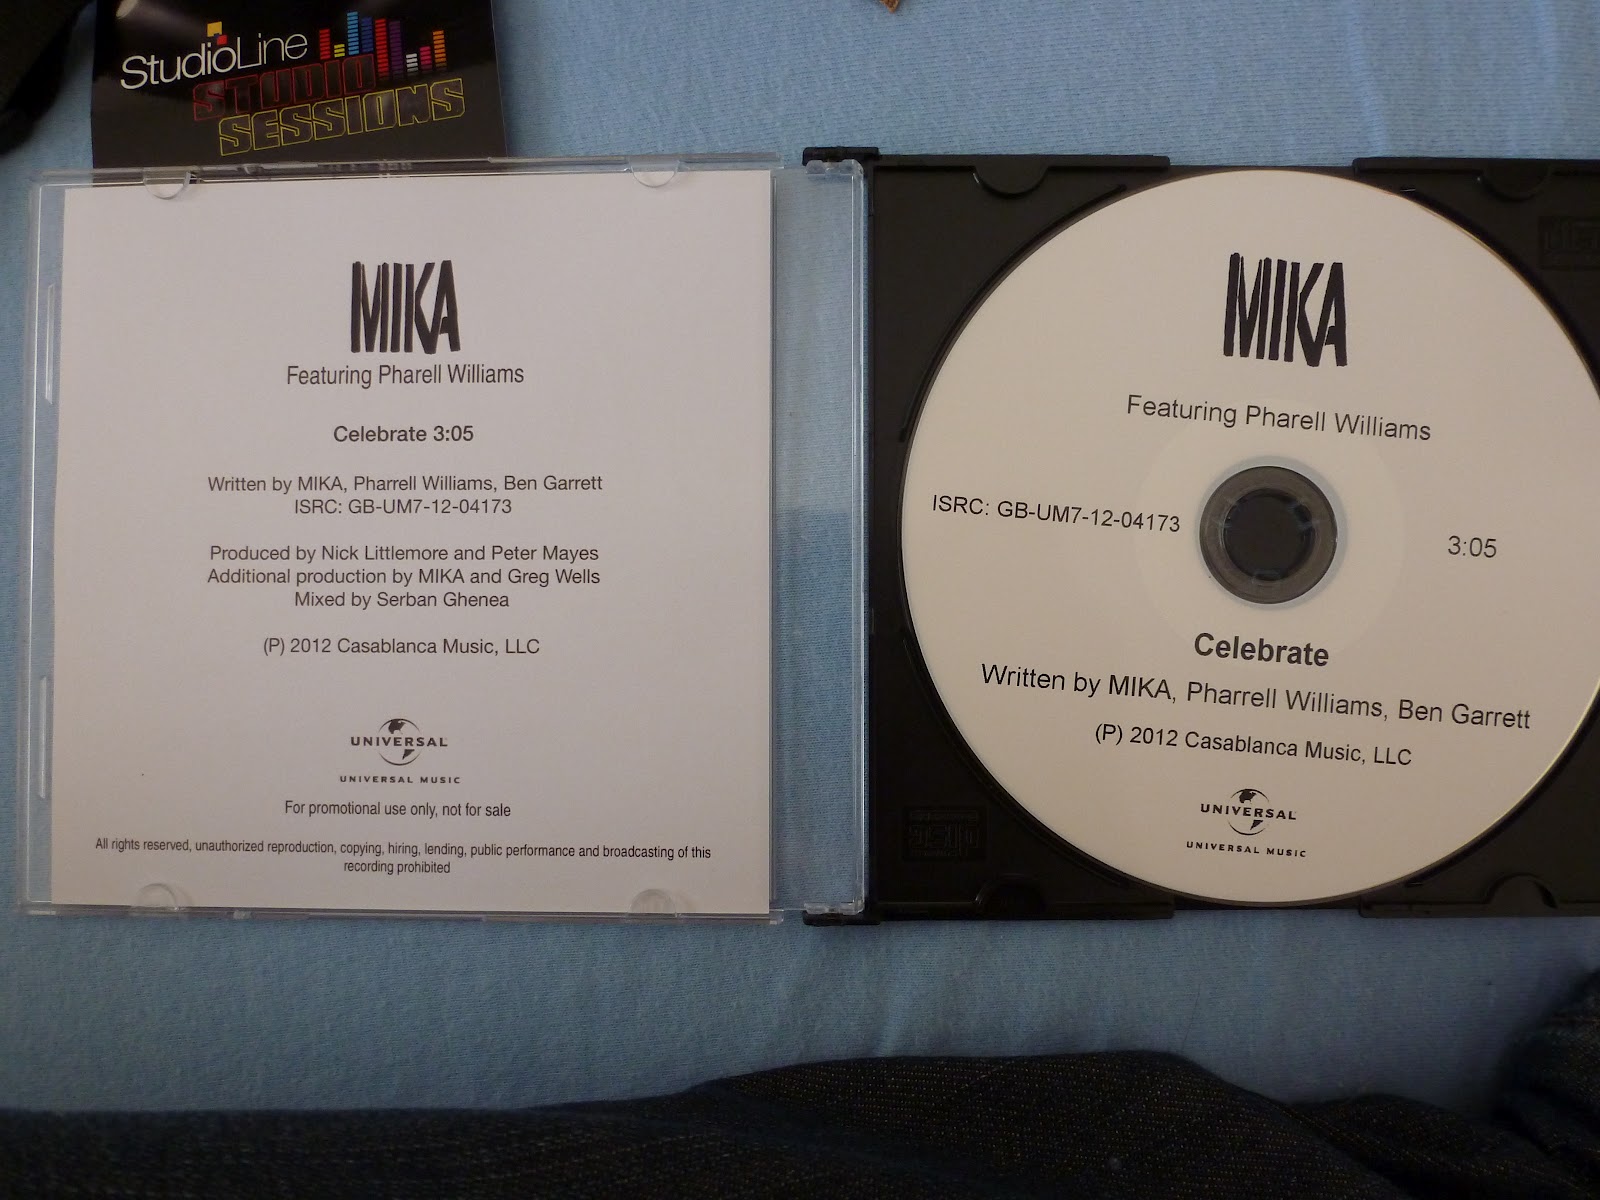 StudioLine
STUDIO
SESSIONS
MIKA
Featuring Pharell Williams
Celebrate 3:05
Written by MIKA, Pharrell Williams, Ben Garrett
ISRC: GB-UM7-12-04173
Produced by Nick Littlemore and Peter Mayes
Additional production by MIKA and Greg Wells
Mixed by Serban Ghenea
(P) 2012 Casablanca Music, LLC
UNIVERSAL
UNIVERSAL MUSIC
For promotional use only, not for sale
All rights reserved, unauthorized reproduction, copying, hiring, lending, public performance and broadcasting of this
recording prohibited
MIKA
Featuring Pharell Williams
ISRC: GB-UM7-12-04173
3:05
Celebrate
Written by MIKA, Pharrell Williams, Ben Garrett
(P) 2012 Casablanca Music, LLC
UNIVERSAL
UNIVERSAL MUSIC